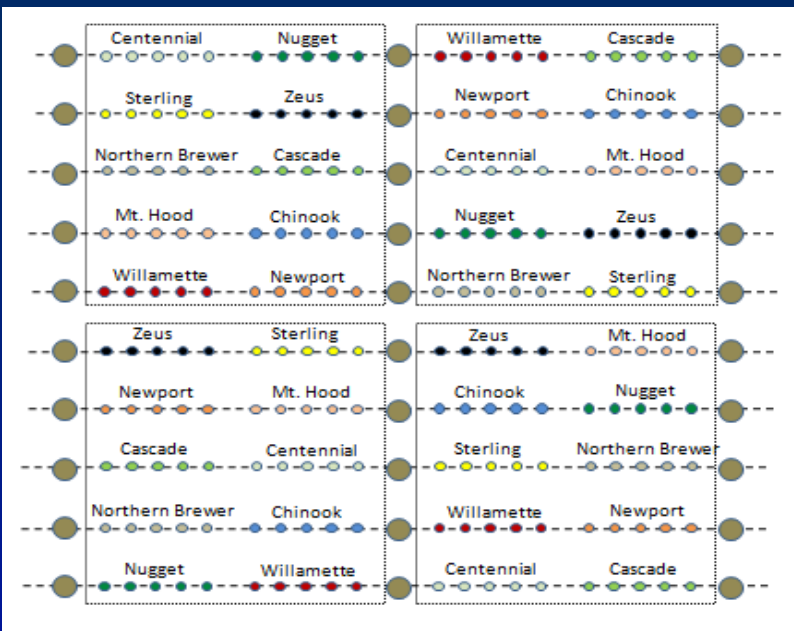 Centennial Nugget Willamette Cascade
Sterling Zeus Newport Chinook
Northern Brewer Cascade Centennial Mt. Hood
Mt. Hood Chinook Nugget Zeus
Willamette Newport Northern Brewer Sterling
Zeus Sterling Zeus Mt. Hood
Newport Mt. Hood Chinook Nugget
Cascade Centennial Sterling Northern Brewer
Northern Brewer Chinook Willamette Newport
Nugget Willamette Centennial Cascade